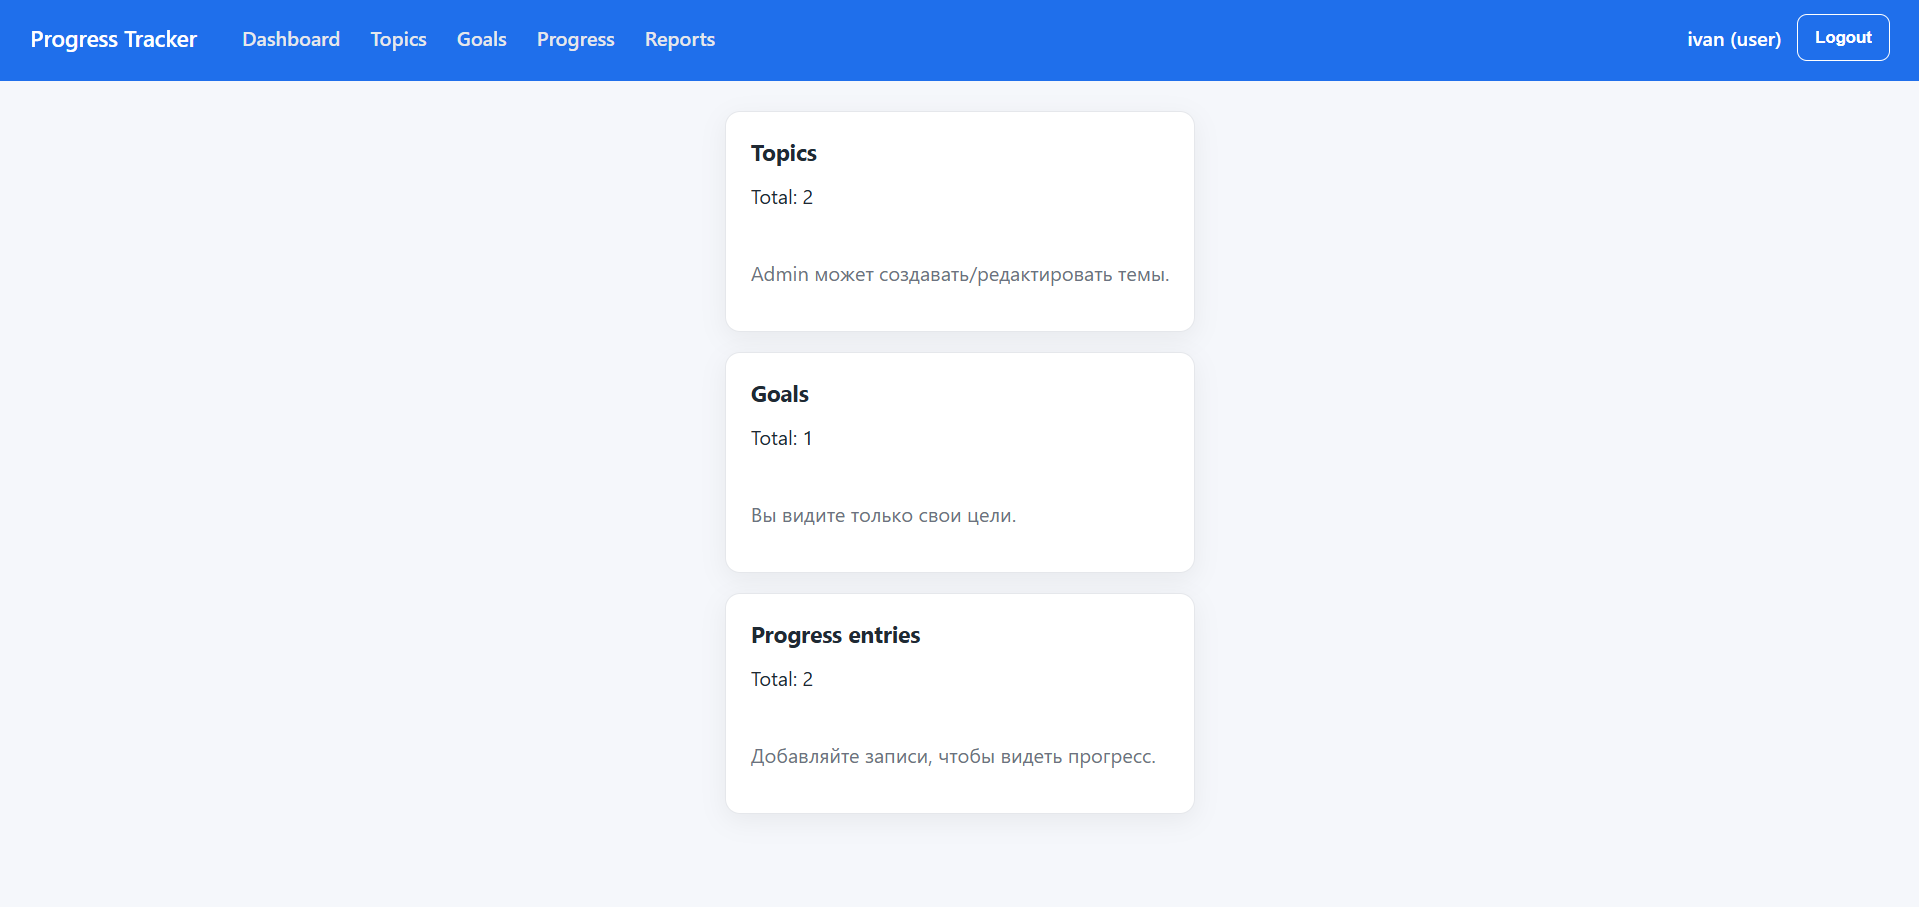 Progress Tracker Dashboard Topics Goals Progress Reports ivan (user) Logout
Topics
Total: 2
Admin может создавать/редактировать темы.
Goals
Total: 1
Вы видите только свои цели.
Progress entries
Total: 2
Добавляйте записи, чтобы видеть прогресс.